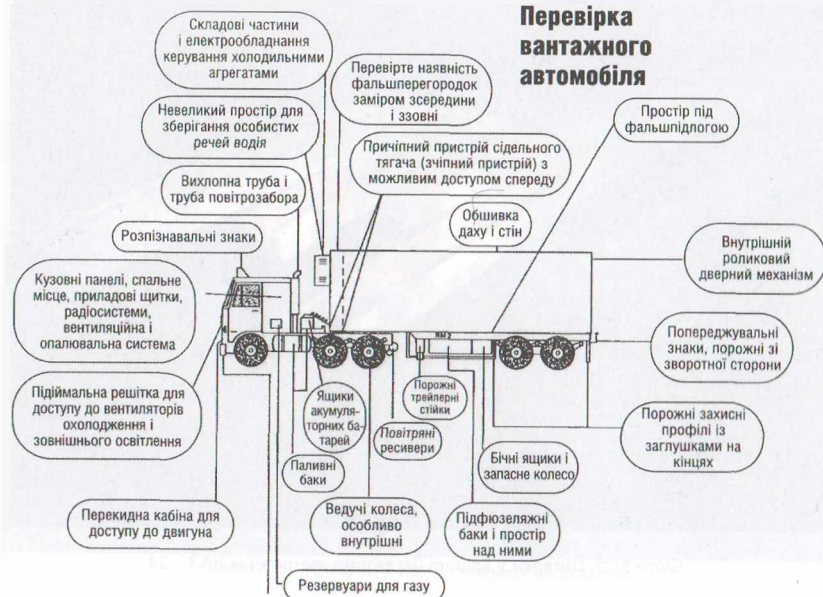 Перевірка
вантажного
автомобіля
Складові частини
і електрообладнання
керування холодильними
агрегатами
Перевірте наявність
фальшперегородок
заміром зсередини
і ззовні
Простір під
фальшпідлогою
Невеликий простір для
зберігання особистих
речей водія
Причіпний пристрій сідельного
тягача (зчіпний пристрій) з
можливим доступом спереду
Вихлопна труба і
труба повітрозабора
Обшивка
даху і стін
Розпізнавальні знаки
Внутрішній
роликовий
дверний механізм
Кузовні панелі, спальне
місце, приладові щитки,
радіосистеми,
вентиляційна і
опалювальна система
Попереджувальні
знаки, порожні зі
зворотної сторони
Підіймальна решітка для
доступу до вентиляторів
охолодження і
зовнішнього освітлення
Ящики
акумуля-
торних ба-
тарей
Порожні
трейлерні
стійки
Повітряні
ресивери
Порожні захисні
профілі із
заглушками на
кінцях
Паливні
баки
Бічні ящики і
запасне колесо
Перекидна кабіна для
доступу до двигуна
Ведучі колеса,
особливо
внутрішні
Підфюзеляжні
баки і простір
над ними
Резервуари для газу